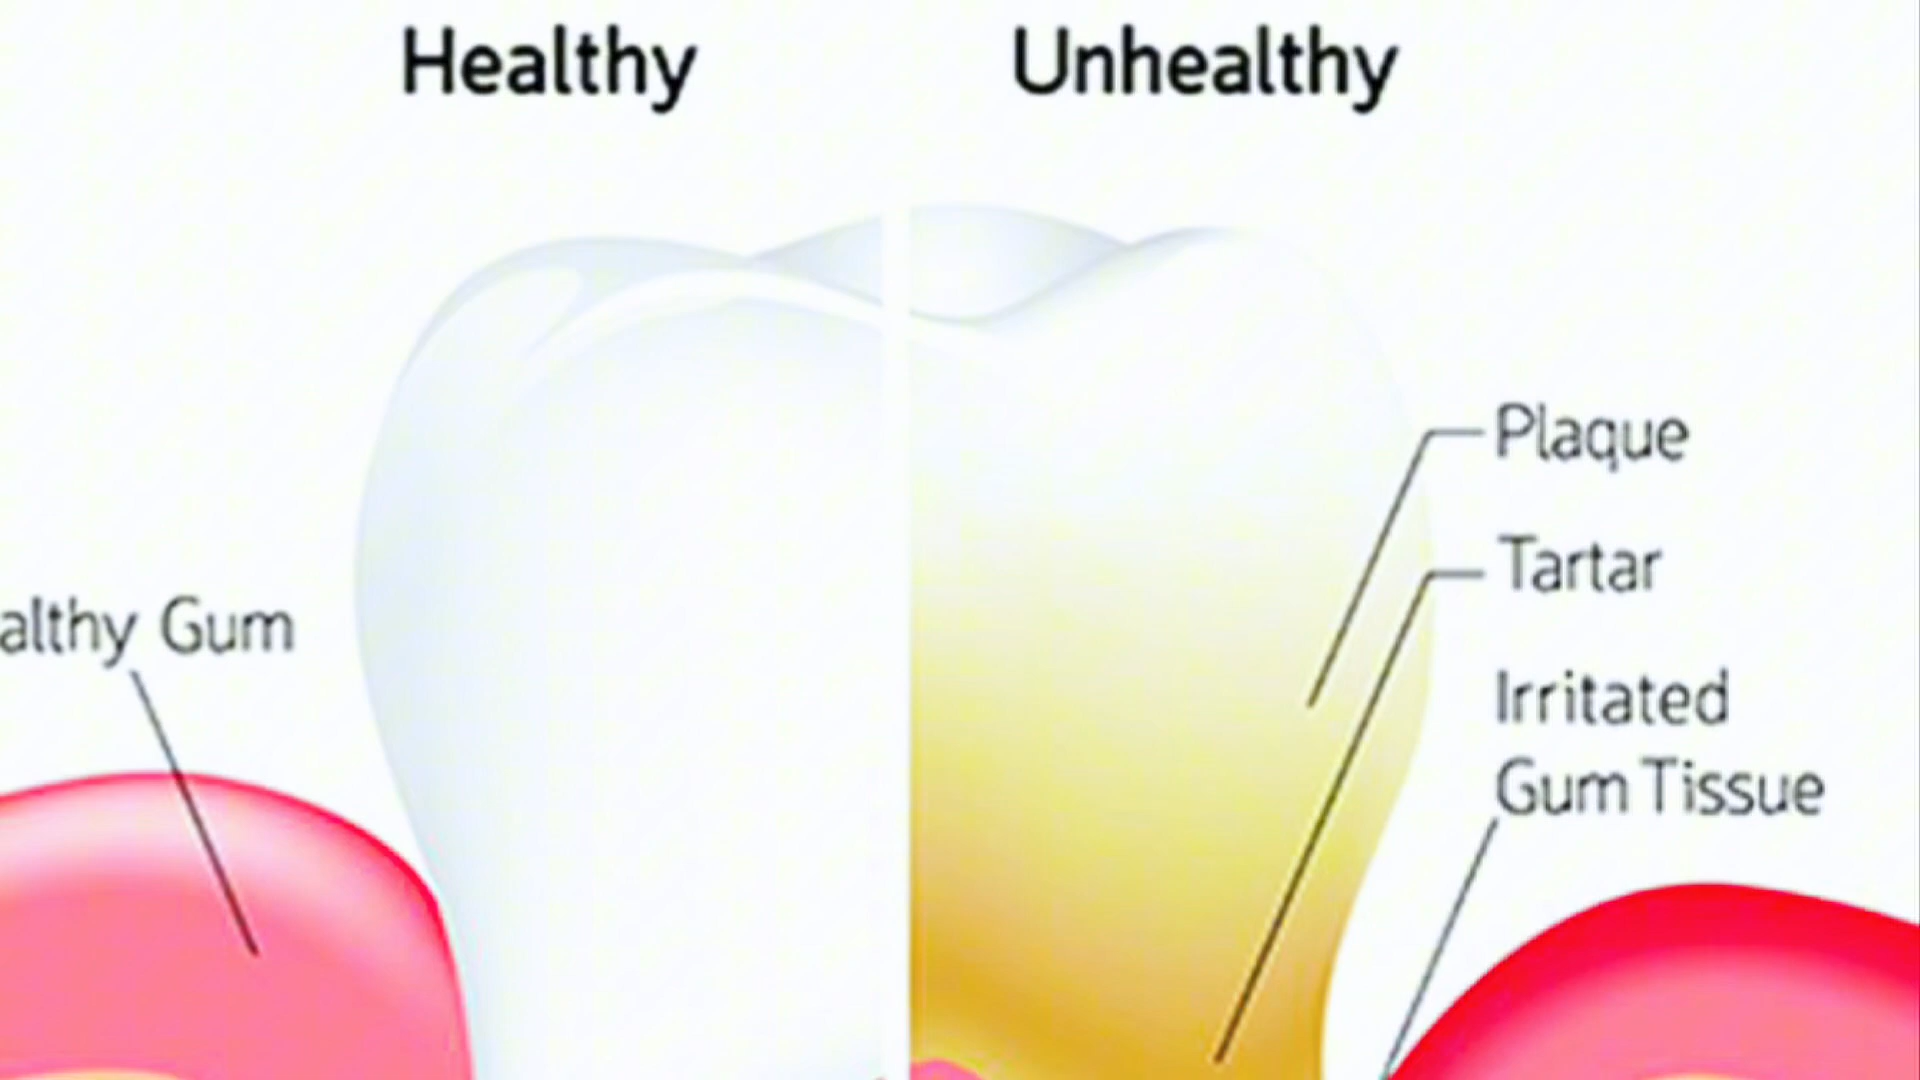 Healthy
Unhealthy
Plaque
Tartar
althy Gum
Irritated
Gum Tissue